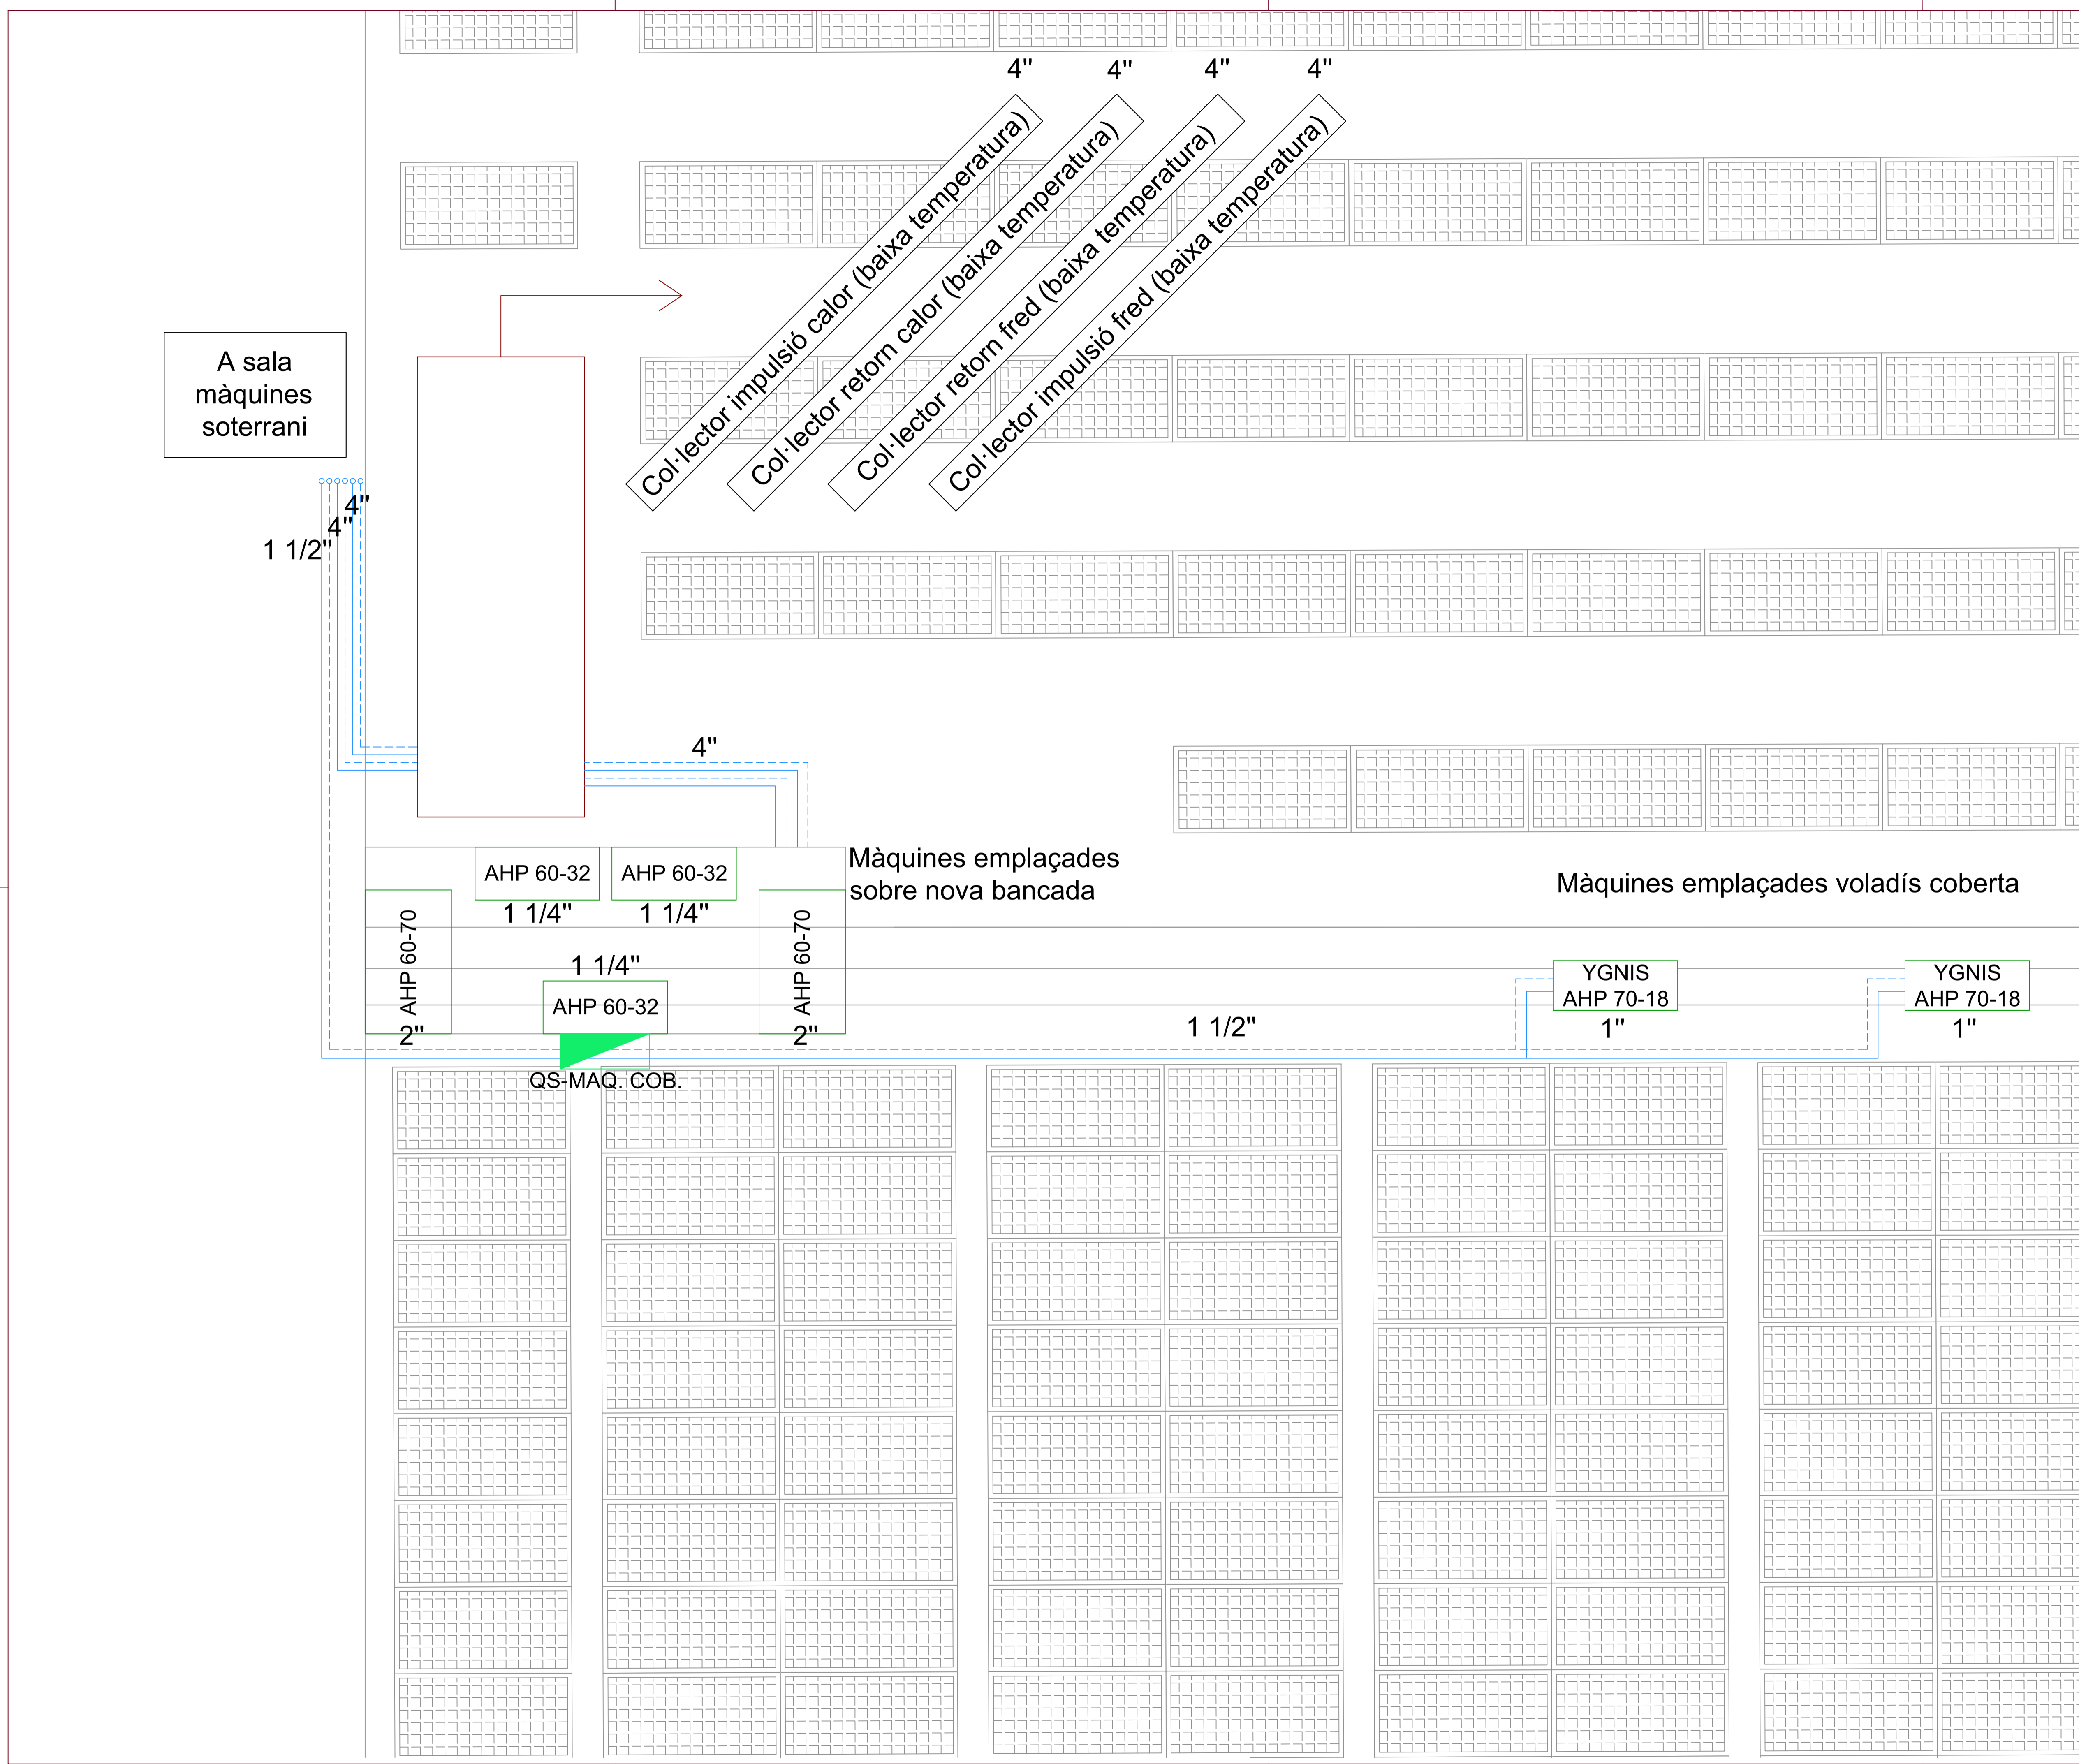 4"
4"
4"
4"
Col·lector impulsió calor (baixa temperatura)
Col·lector retorn calor (baixa temperatura)
Col·lector retorn fred (baixa temperatura)
Col·lector impulsió fred (baixa temperatura)
A sala
màquines
soterrani
4"
4"
1 1/2"
4"
Màquines emplaçades
sobre nova bancada
Màquines emplaçades voladís coberta
AHP 60-32
AHP 60-32
1 1/4"
1 1/4"
AHP 60-70
AHP 60-70
1 1/4"
AHP 60-32
2"
2"
YGNIS
AHP 70-18
YGNIS
AHP 70-18
1 1/2"
1"
1"
QS-MAQ. COB.